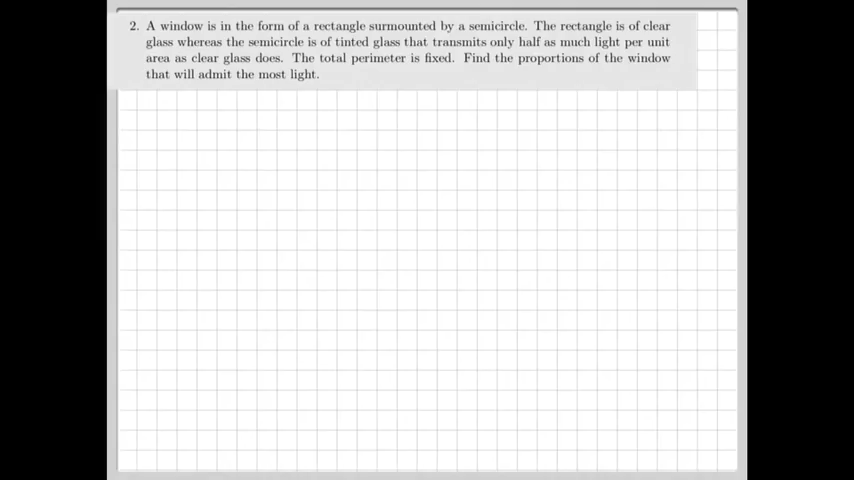 2. A window is in the form of a rectangle surmounted by a semicircle. The rectangle is of clear
glass whereas the semicircle is of tinted glass that transmits only half as much light per unit
area as clear glass does. The total perimeter is fixed. Find the proportions of the window
that will admit the most light.